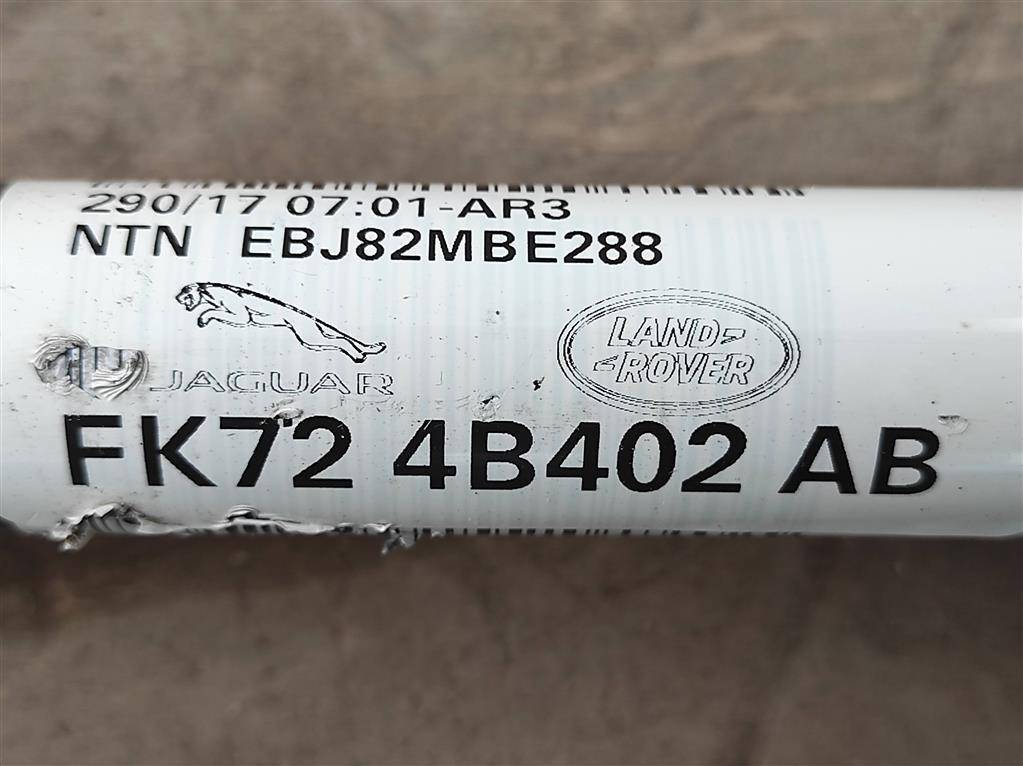 290/17 07:01-AR3
NTN EBJ82MBE288
JAGUAR
LAND
ROVER
FK72 4B402 AB